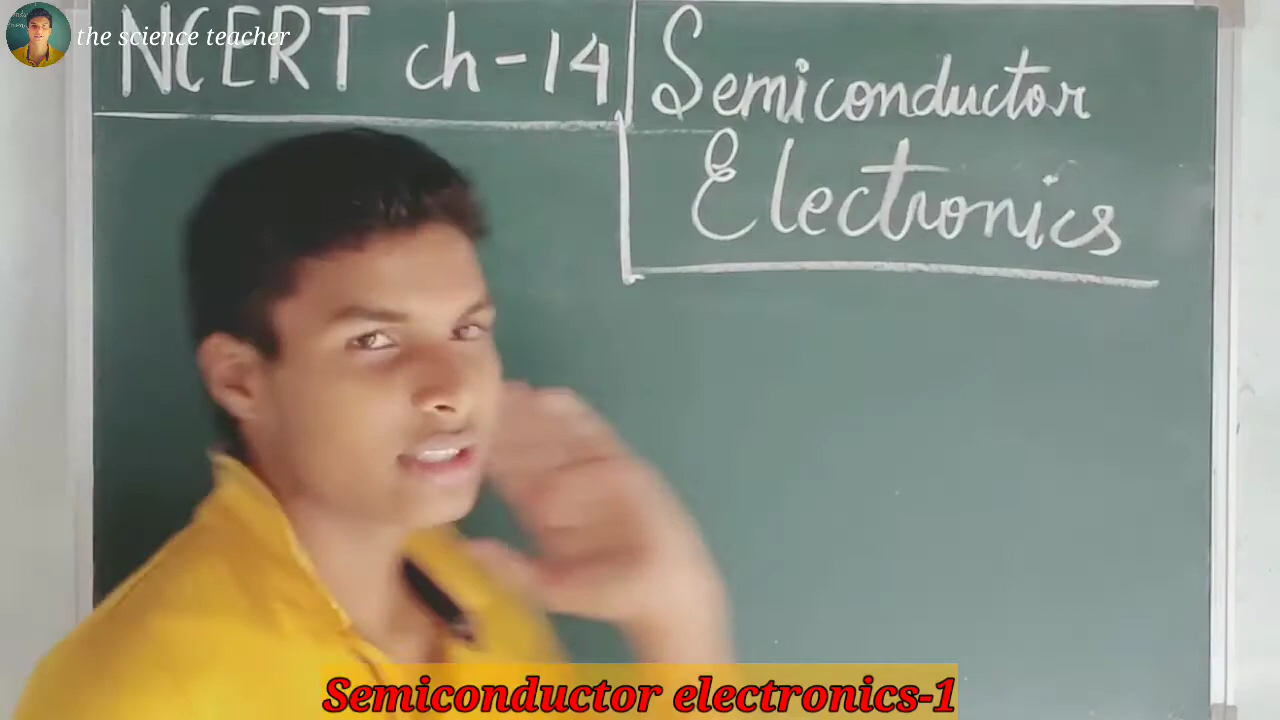 the science teacher
NCERT ch-14
Semiconductor
Electronics
Semiconductor electronics-1